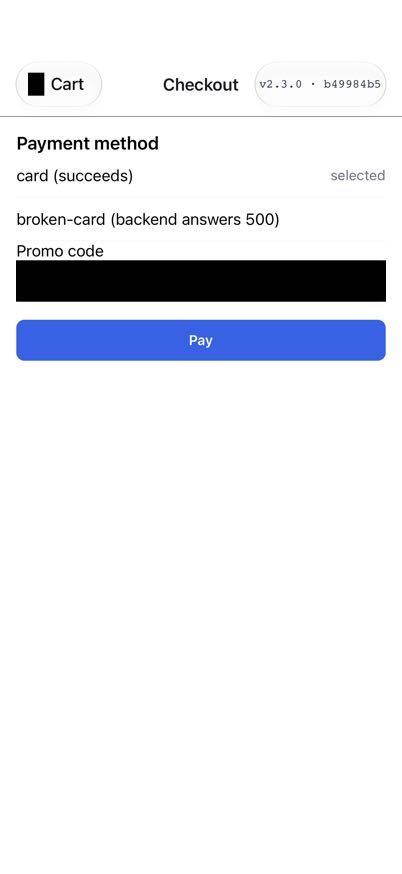 Cart
Checkout
v2.3.0 · b49984b5
Payment method
card (succeeds)
selected
broken-card (backend answers 500)
Promo code
Pay